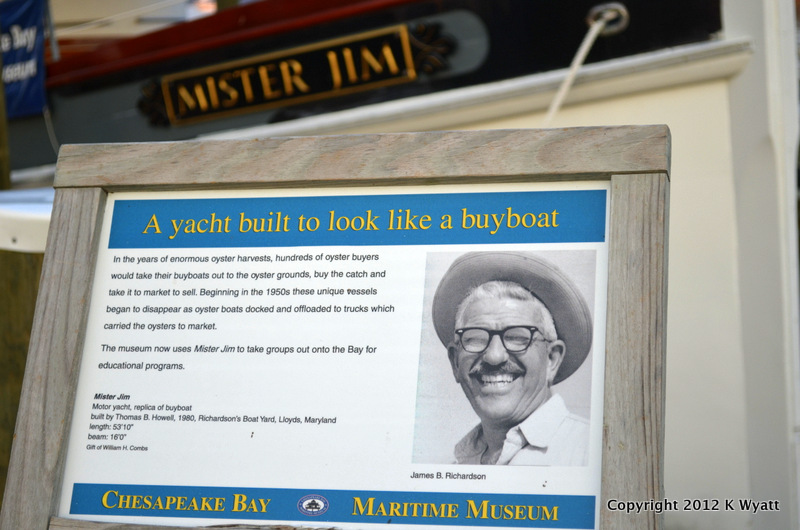 MISTER JIM
A yacht built to look like a buyboat
In the years of enormous oyster harvests, hundreds of oyster buyers
would take their buyboats out to the oyster grounds, buy the catch and
take it to market to sell. Beginning in the 1950s these unique vessels
began to disappear as oyster boats docked and offloaded to trucks which
carried the oysters to market.
The museum now uses Mister Jim to take groups out onto the Bay for
educational programs.
Mister Jim
Motor yacht, replica of buyboat
built by Thomas B. Howell, 1980, Richardson's Boat Yard, Lloyds, Maryland
length: 53'10"
beam: 16'0"
Gift of William H. Combs
James B. Richardson
CHESAPEAKE BAY MARITIME MUSEUM
Copyright 2012 K Wyatt